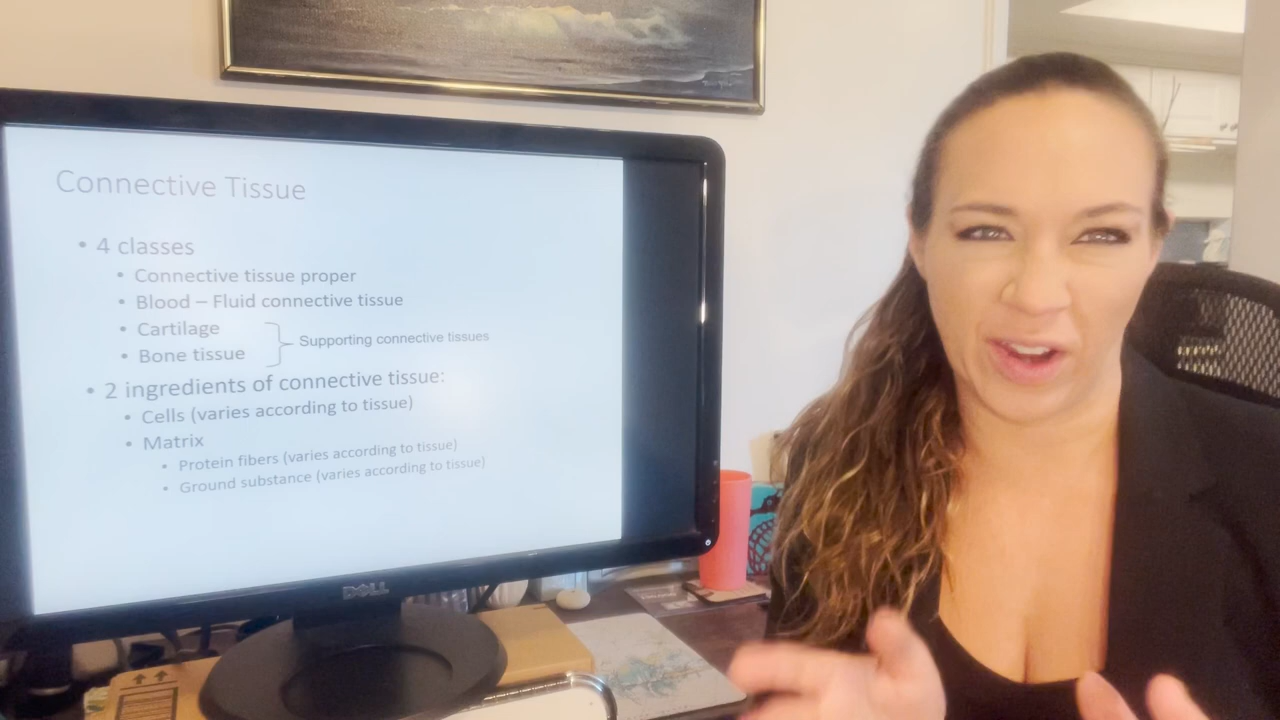 Connective Tissue
• 4 classes
• Connective tissue proper
• Blood – Fluid connective tissue
• Cartilage
• Bone tissue
Supporting connective tissues
• 2 ingredients of connective tissue:
• Cells (varies according to tissue)
• Matrix
• Protein fibers (varies according to tissue)
• Ground substance (varies according to tissue)
DELL